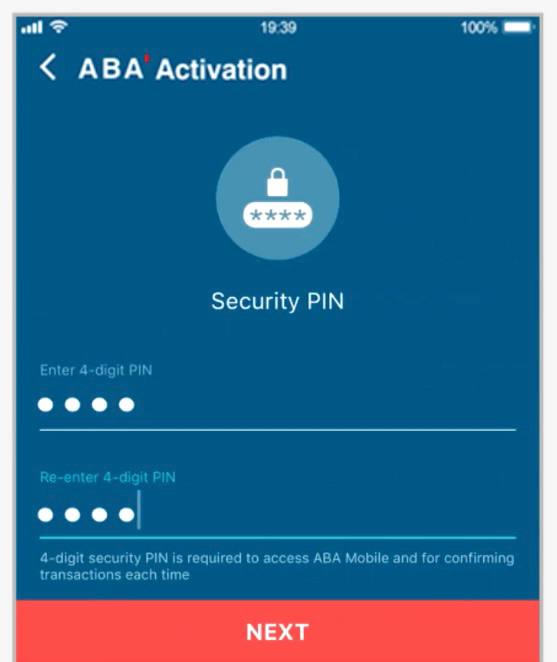 19:39
100%
ABA' Activation
****
Security PIN
Enter 4-digit PIN
Re-enter 4-digit PIN
4-digit security PIN is required to access ABA Mobile and for confirming
transactions each time
NEXT